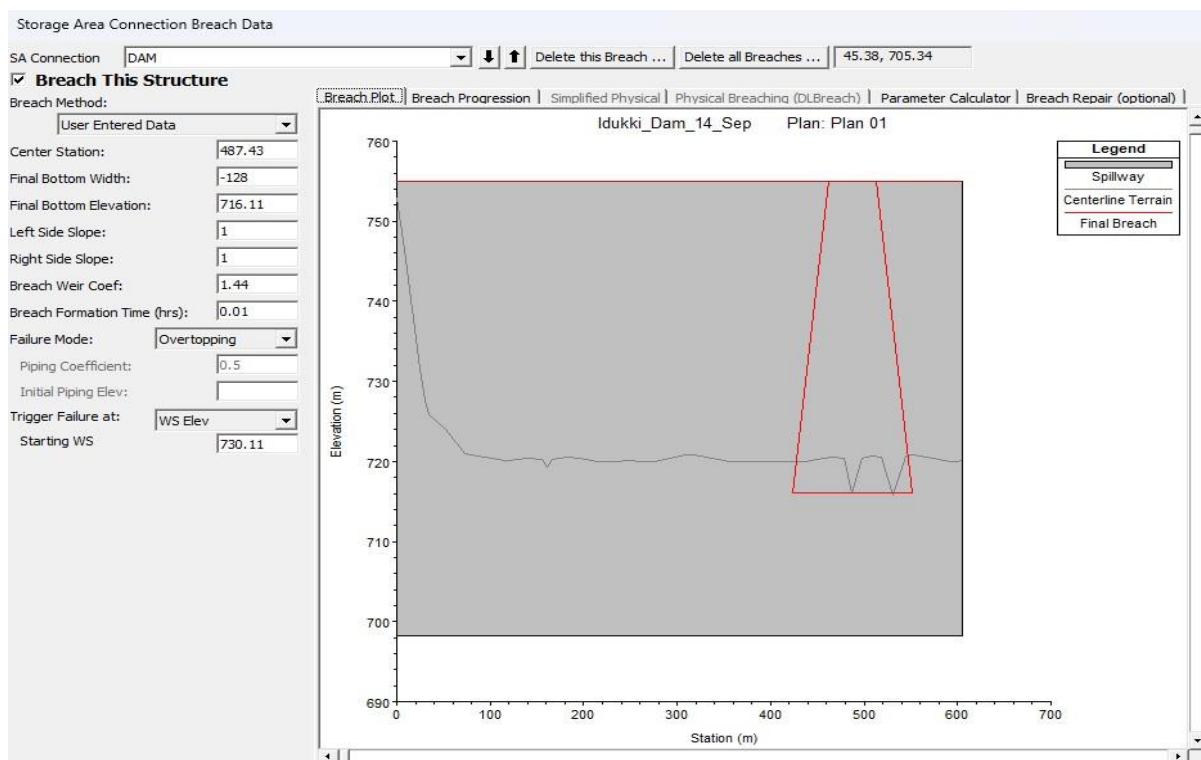 Storage Area Connection Breach Data
SA Connection DAM Delete this Breach ... Delete all Breaches ... 45.38, 705.34
Breach This Structure
Breach Method:
User Entered Data
Center Station: 487.43
Final Bottom Width: -128
Final Bottom Elevation: 716.11
Left Side Slope: 1
Right Side Slope: 1
Breach Weir Coef: 1.44
Breach Formation Time (hrs): 0.01
Failure Mode: Overtopping
Piping Coefficient: 0.5
Initial Piping Elev:
Trigger Failure at: WS Elev
Starting WS 730.11
Breach Plot Breach Progression Simplified Physical Physical Breaching (DLBreach) Parameter Calculator Breach Repair (optional)
Idukki_Dam_14_Sep Plan: Plan 01
Legend
Spillway
Centerline Terrain
Final Breach
Elevation (m)
760
750
740
730
720
710
700
690
0 100 200 300 400 500 600 700
Station (m)